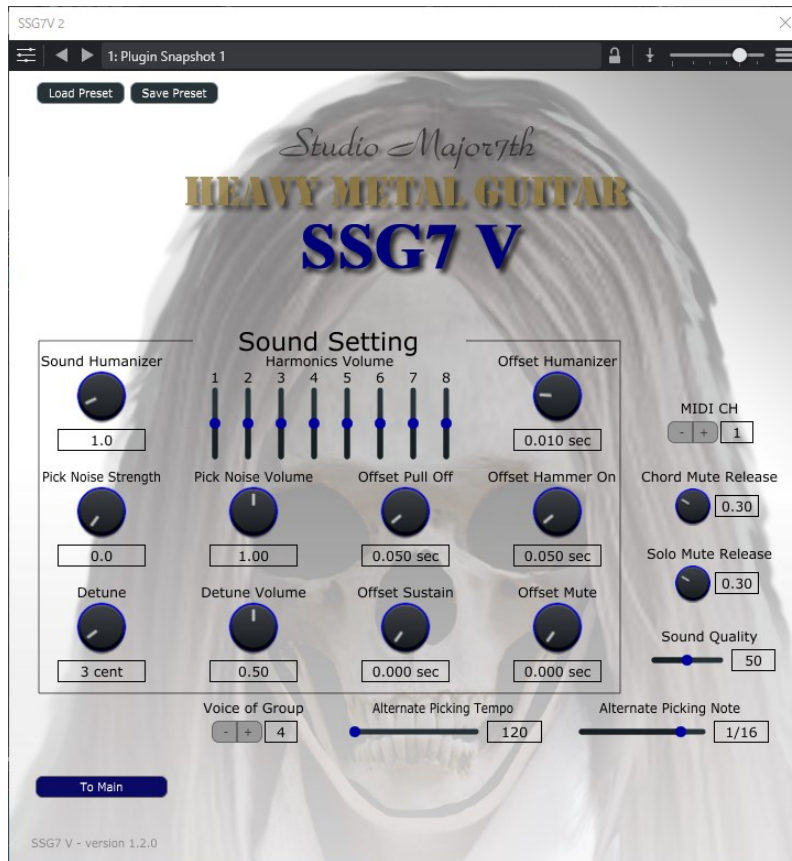 SSG7V 2
1: Plugin Snapshot 1
Load Preset Save Preset
Studio Major7th
HEAVY METAL GUITAR
SSG7 V
Sound Setting
Sound Humanizer Harmonics Volume Offset Humanizer
1 2 3 4 5 6 7 8
1.0 0.010 sec
MIDI CH
- + 1
Pick Noise Strength Pick Noise Volume Offset Pull Off Offset Hammer On Chord Mute Release
0.30
0.0 1.00 0.050 sec 0.050 sec
Solo Mute Release
0.30
Detune Detune Volume Offset Sustain Offset Mute
Sound Quality
3 cent 0.50 0.000 sec 0.000 sec 50
Voice of Group Alternate Picking Tempo Alternate Picking Note
- + 4 120 1/16
To Main
SSG7 V - version 1.2.0